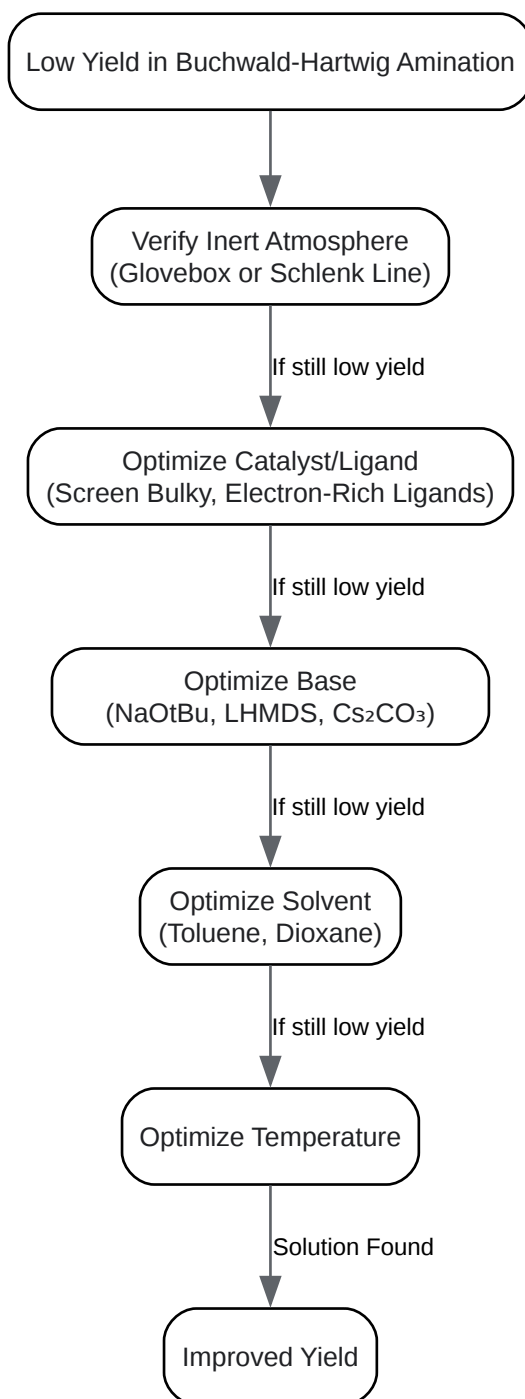 Low Yield in Buchwald-Hartwig Amination
Verify Inert Atmosphere
(Glovebox or Schlenk Line)
If still low yield
Optimize Catalyst/Ligand
(Screen Bulky, Electron-Rich Ligands)
If still low yield
Optimize Base
(NaOtBu, LHMDS, Cs₂CO₃)
If still low yield
Optimize Solvent
(Toluene, Dioxane)
If still low yield
Optimize Temperature
Solution Found
Improved Yield